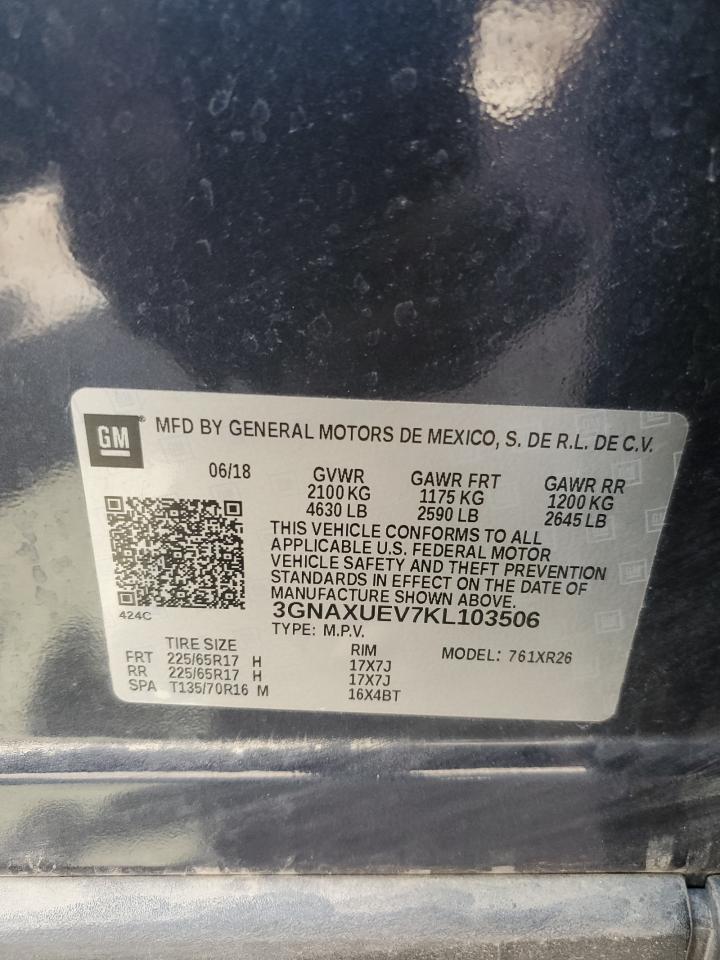 GM®
MFD BY GENERAL MOTORS DE MEXICO, S. DE R.L. DE C.V.
06/18 GVWR GAWR FRT GAWR RR
2100 KG 1175 KG 1200 KG
4630 LB 2590 LB 2645 LB
THIS VEHICLE CONFORMS TO ALL
APPLICABLE U.S. FEDERAL MOTOR
VEHICLE SAFETY AND THEFT PREVENTION
STANDARDS IN EFFECT ON THE DATE OF
MANUFACTURE SHOWN ABOVE.
424C
3GNAXUEV7KL103506
TYPE: M.P.V.
TIRE SIZE RIM MODEL: 761XR26
FRT 225/65R17 H 17X7J
RR 225/65R17 H 17X7J
SPA T135/70R16 M 16X4BT